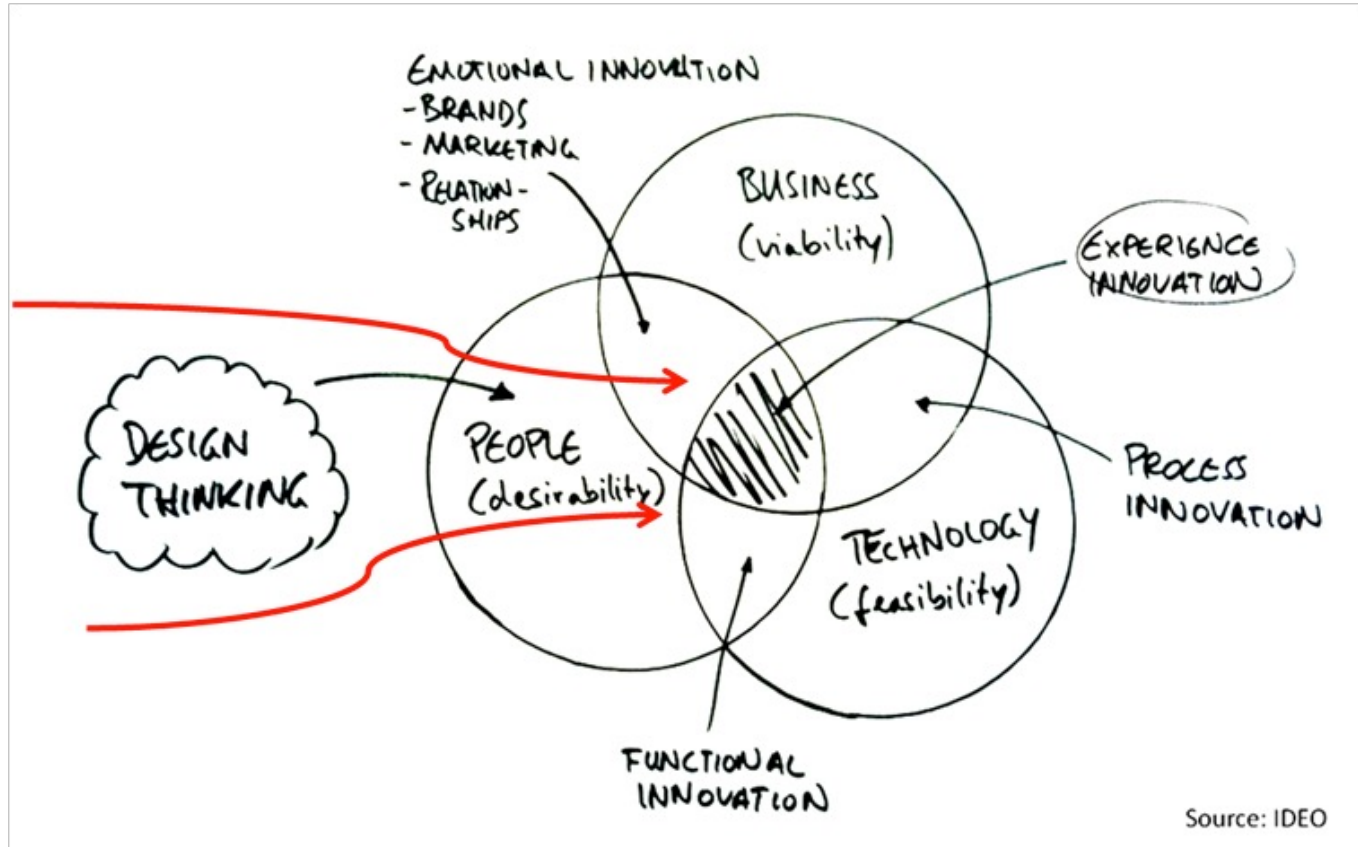 EMOTIONAL INNOVATION
- BRANDS
- MARKETING
- RELATION-
SHIPS
BUSINESS
(viability)
EXPERIENCE
INNOVATION
DESIGN
THINKING
PEOPLE
(desirability)
PROCESS
INNOVATION
TECHNOLOGY
(feasibility)
FUNCTIONAL
INNOVATION
Source: IDEO